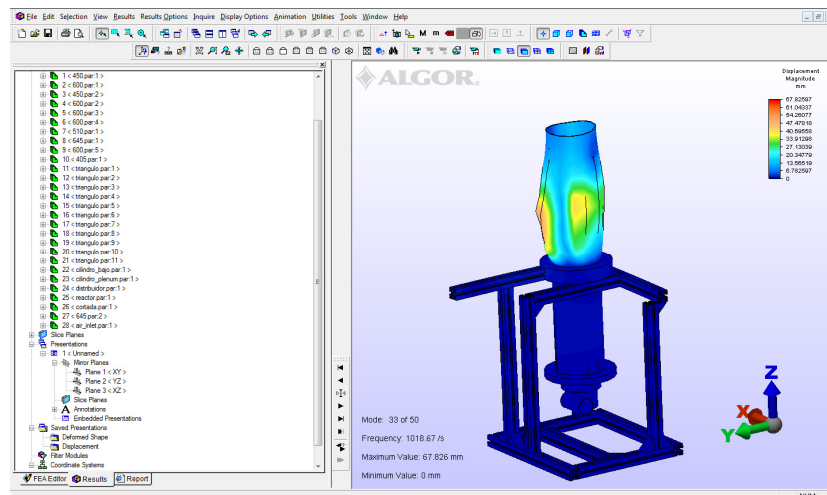 File Edit Selection View Results Results Options Inquire Display Options Animation Utilities Tools Window Help
1 < 450.par:1 >
2 < 600.par:1 >
3 < 450.par:2 >
4 < 600.par:2 >
5 < 600.par:3 >
6 < 600.par:4 >
7 < 510.par:1 >
8 < 645.par:1 >
9 < 600.par:5 >
10 < 405.par:1 >
11 < triangulo.par:1 >
12 < triangulo.par:2 >
13 < triangulo.par:3 >
14 < triangulo.par:4 >
15 < triangulo.par:5 >
16 < triangulo.par:6 >
17 < triangulo.par:7 >
18 < triangulo.par:8 >
19 < triangulo.par:9 >
20 < triangulo.par:10 >
21 < triangulo.par:11 >
22 < cilindro_bajo.par:1 >
23 < cilindro_plenum.par:1 >
24 < distribuidor.par:1 >
25 < reactor.par:1 >
26 < cortada.par:1 >
27 < 645.par:2 >
28 < air_inlet.par:1 >
Slice Planes
Presentations
1 < Unnamed >
Mirror Planes
Plane 1 < XY >
Plane 2 < YZ >
Plane 3 < XZ >
Slice Planes
Annotations
Embedded Presentations
Saved Presentations
Deformed Shape
Displacement
Filter Modules
Coordinate Systems
FEA Editor Results Report
ALGOR.
Displacement
Magnitude
mm
67.82597
61.04337
54.26077
47.47818
40.69558
33.91298
27.13039
20.34779
13.56519
6.782597
0
Mode: 33 of 50
Frequency: 1018.67 /s
Maximum Value: 67.826 mm
Minimum Value: 0 mm
Z
X
Y